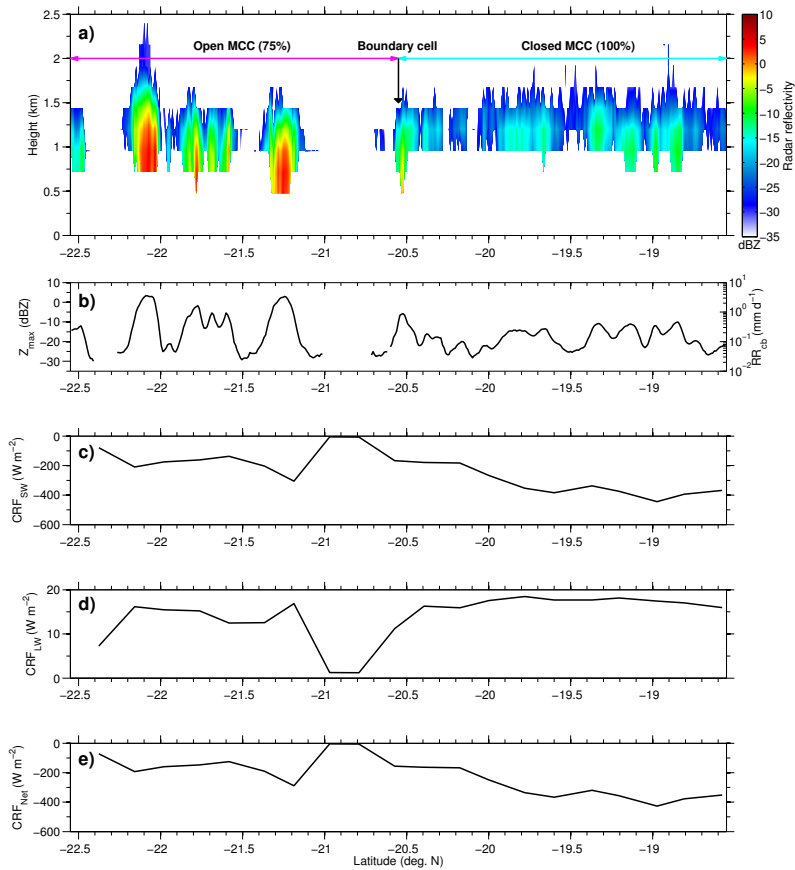 a)
Open MCC (75%)
Boundary cell
Closed MCC (100%)
Height (km)
2.5
2
1.5
1
0.5
0
−22.5 −22 −21.5 −21 −20.5 −20 −19.5 −19
10
5
0
−5
−10
−15
−20
−25
−30
−35
dBZ
Radar reflectivity
b)
Z_max (dBZ)
10
0
−10
−20
−30
10^1
10^0
10^−1
10^−2
RR_cb (mm d^−1)
−22.5 −22 −21.5 −21 −20.5 −20 −19.5 −19
c)
CRF_SW (W m^−2)
0
−200
−400
−600
−22.5 −22 −21.5 −21 −20.5 −20 −19.5 −19
d)
CRF_LW (W m^−2)
20
10
0
−22.5 −22 −21.5 −21 −20.5 −20 −19.5 −19
e)
CRF_Net (W m^−2)
0
−200
−400
−600
−22.5 −22 −21.5 −21 −20.5 −20 −19.5 −19
Latitude (deg. N)